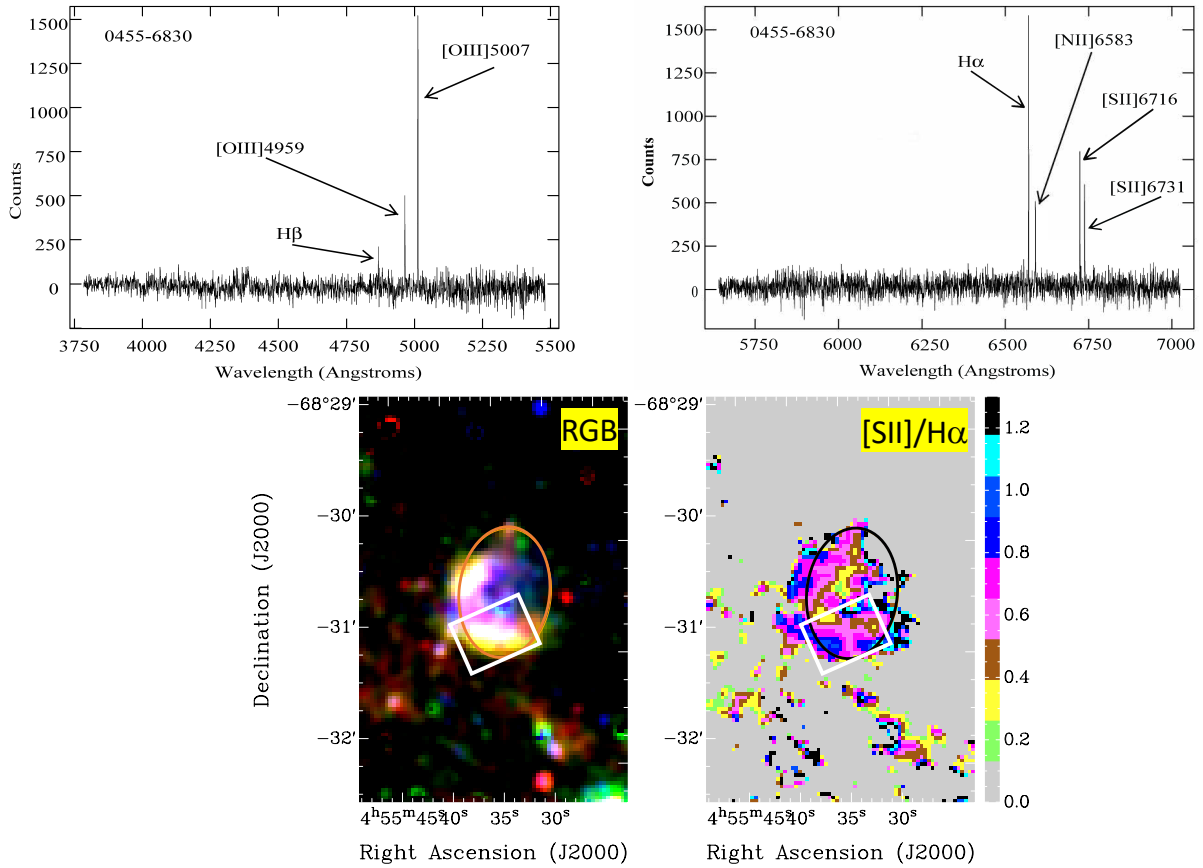 0455-6830
[OIII]5007
[OIII]4959
Hβ
Counts
1500
1250
1000
750
500
250
0
3750 4000 4250 4500 4750 5000 5250 5500
Wavelength (Angstroms)
0455-6830
[NII]6583
Hα
[SII]6716
[SII]6731
Counts
1500
1250
1000
750
500
250
0
5750 6000 6250 6500 6750 7000
Wavelength (Angstroms)
RGB
−68°29′
−30′
−31′
−32′
Declination (J2000)
4ʰ55ᵐ45ˢ 40ˢ 35ˢ 30ˢ
Right Ascension (J2000)
[SII]/Hα
1.2
1.0
0.8
0.6
0.4
0.2
0.0
4ʰ55ᵐ45ˢ 40ˢ 35ˢ 30ˢ
Right Ascension (J2000)